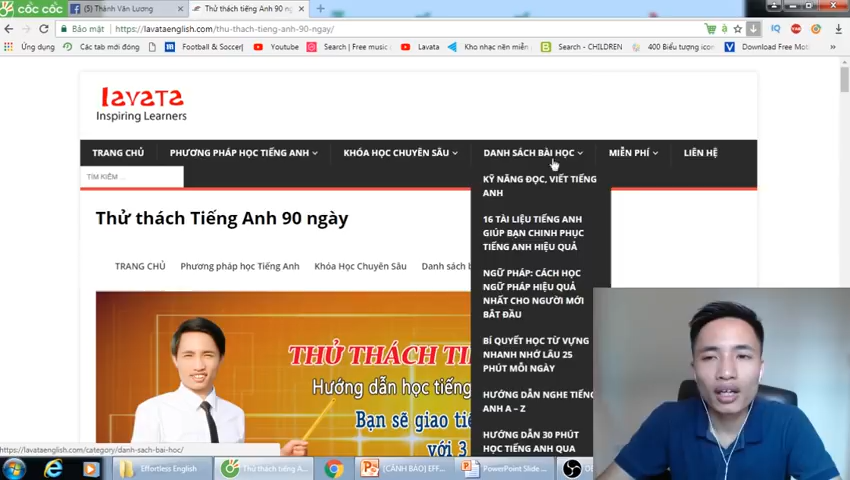 CỐC CỐC
(5) Thành Văn Lương
Thử thách tiếng Anh 90 ng
Bảo mật
https://lavataenglish.com/thu-thach-tieng-anh-90-ngay/
Ứng dụng
Các tab mới đóng
Football & Soccer
Youtube
Search | Free music
Lavata
Kho nhạc nền miễn
Search - CHILDREN
400 Biểu tượng icon
Download Free Mot
lavata
Inspiring Learners
TRANG CHỦ
PHƯƠNG PHÁP HỌC TIẾNG ANH
KHÓA HỌC CHUYÊN SÂU
DANH SÁCH BÀI HỌC
MIỄN PHÍ
LIÊN HỆ
TÌM KIẾM ...
KỸ NĂNG ĐỌC, VIẾT TIẾNG
ANH
16 TÀI LIỆU TIẾNG ANH
GIÚP BẠN CHINH PHỤC
TIẾNG ANH HIỆU QUẢ
NGỮ PHÁP: CÁCH HỌC
NGỮ PHÁP HIỆU QUẢ
NHẤT CHO NGƯỜI MỚI
BẮT ĐẦU
BÍ QUYẾT HỌC TỪ VỰNG
NHANH NHỚ LÂU 25
PHÚT MỖI NGÀY
HƯỚNG DẪN NGHE TIẾNG
ANH A – Z
HƯỚNG DẪN 30 PHÚT
HỌC TIẾNG ANH QUA
Thử thách Tiếng Anh 90 ngày
TRANG CHỦ
Phương pháp học Tiếng Anh
Khóa Học Chuyên Sâu
Danh sách b
THỬ THÁCH TI
Hướng dẫn học tiếng
Bạn sẽ giao tiế
với 3
https://lavataenglish.com/category/danh-sach-bai-hoc/
Effortless English
Thử thách tiếng A...
[CẢNH BÁO] EFF...
PowerPoint Slide ...